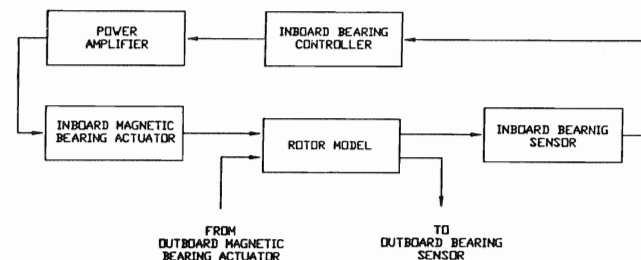 POWER
AMPLIFIER
INBOARD BEARING
CONTROLLER
INBOARD MAGNETIC
BEARING ACTUATOR
ROTOR MODEL
INBOARD BEARNIG
SENSOR
FROM
OUTBOARD MAGNETIC
BEARING ACTUATOR
TO
OUTBOARD BEARING
SENSOR